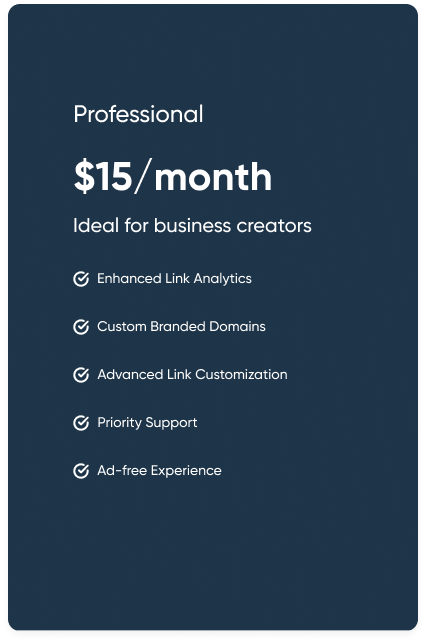 Professional
$15/month
Ideal for business creators
Enhanced Link Analytics
Custom Branded Domains
Advanced Link Customization
Priority Support
Ad-free Experience